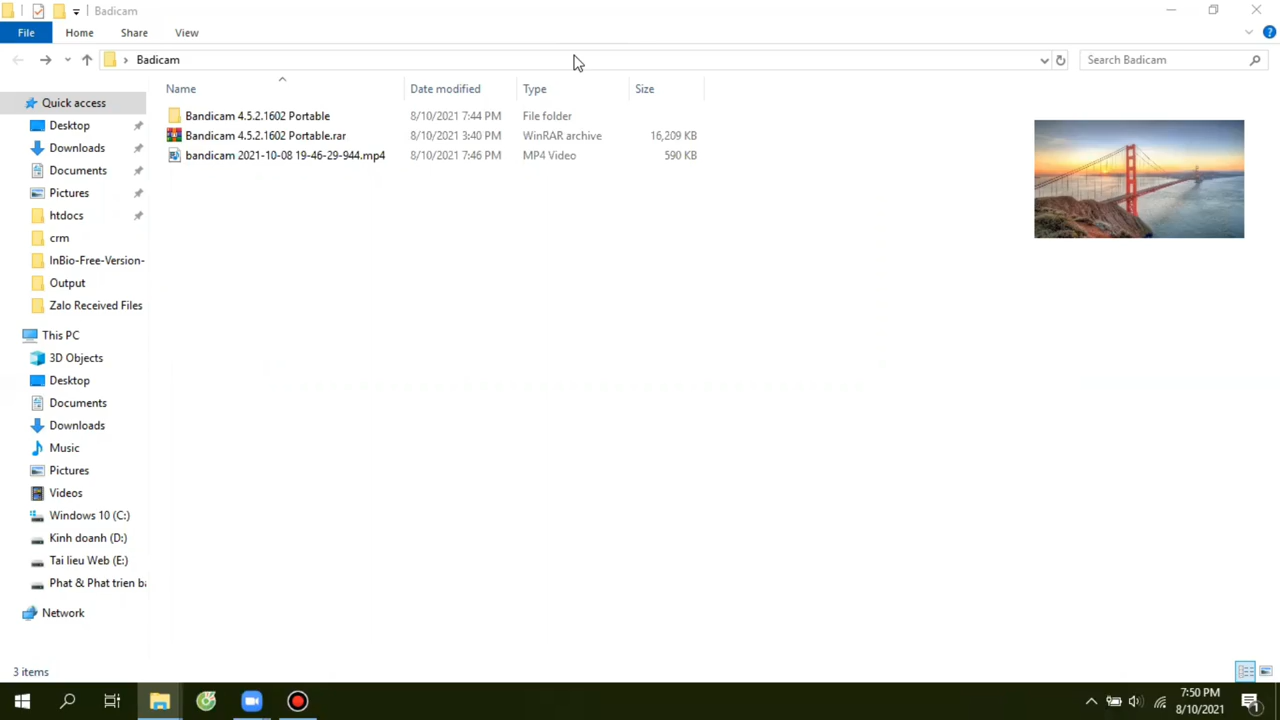 Badicam
File Home Share View
Badicam Search Badicam
Name Date modified Type Size
Quick access
Bandicam 4.5.2.1602 Portable 8/10/2021 7:44 PM File folder
Desktop
Bandicam 4.5.2.1602 Portable.rar 8/10/2021 3:40 PM WinRAR archive 16,209 KB
Downloads
bandicam 2021-10-08 19-46-29-944.mp4 8/10/2021 7:46 PM MP4 Video 590 KB
Documents
Pictures
htdocs
crm
InBio-Free-Version-
Output
Zalo Received Files
This PC
3D Objects
Desktop
Documents
Downloads
Music
Pictures
Videos
Windows 10 (C:)
Kinh doanh (D:)
Tai lieu Web (E:)
Phat & Phat trien ba
Network
3 items
7:50 PM
8/10/2021
1